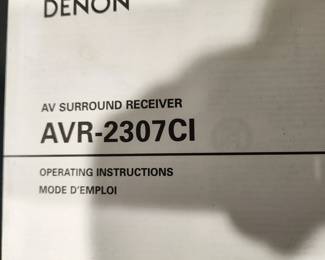 DENON
AV SURROUND RECEIVER
AVR-2307CI
OPERATING INSTRUCTIONS
MODE D'EMPLOI